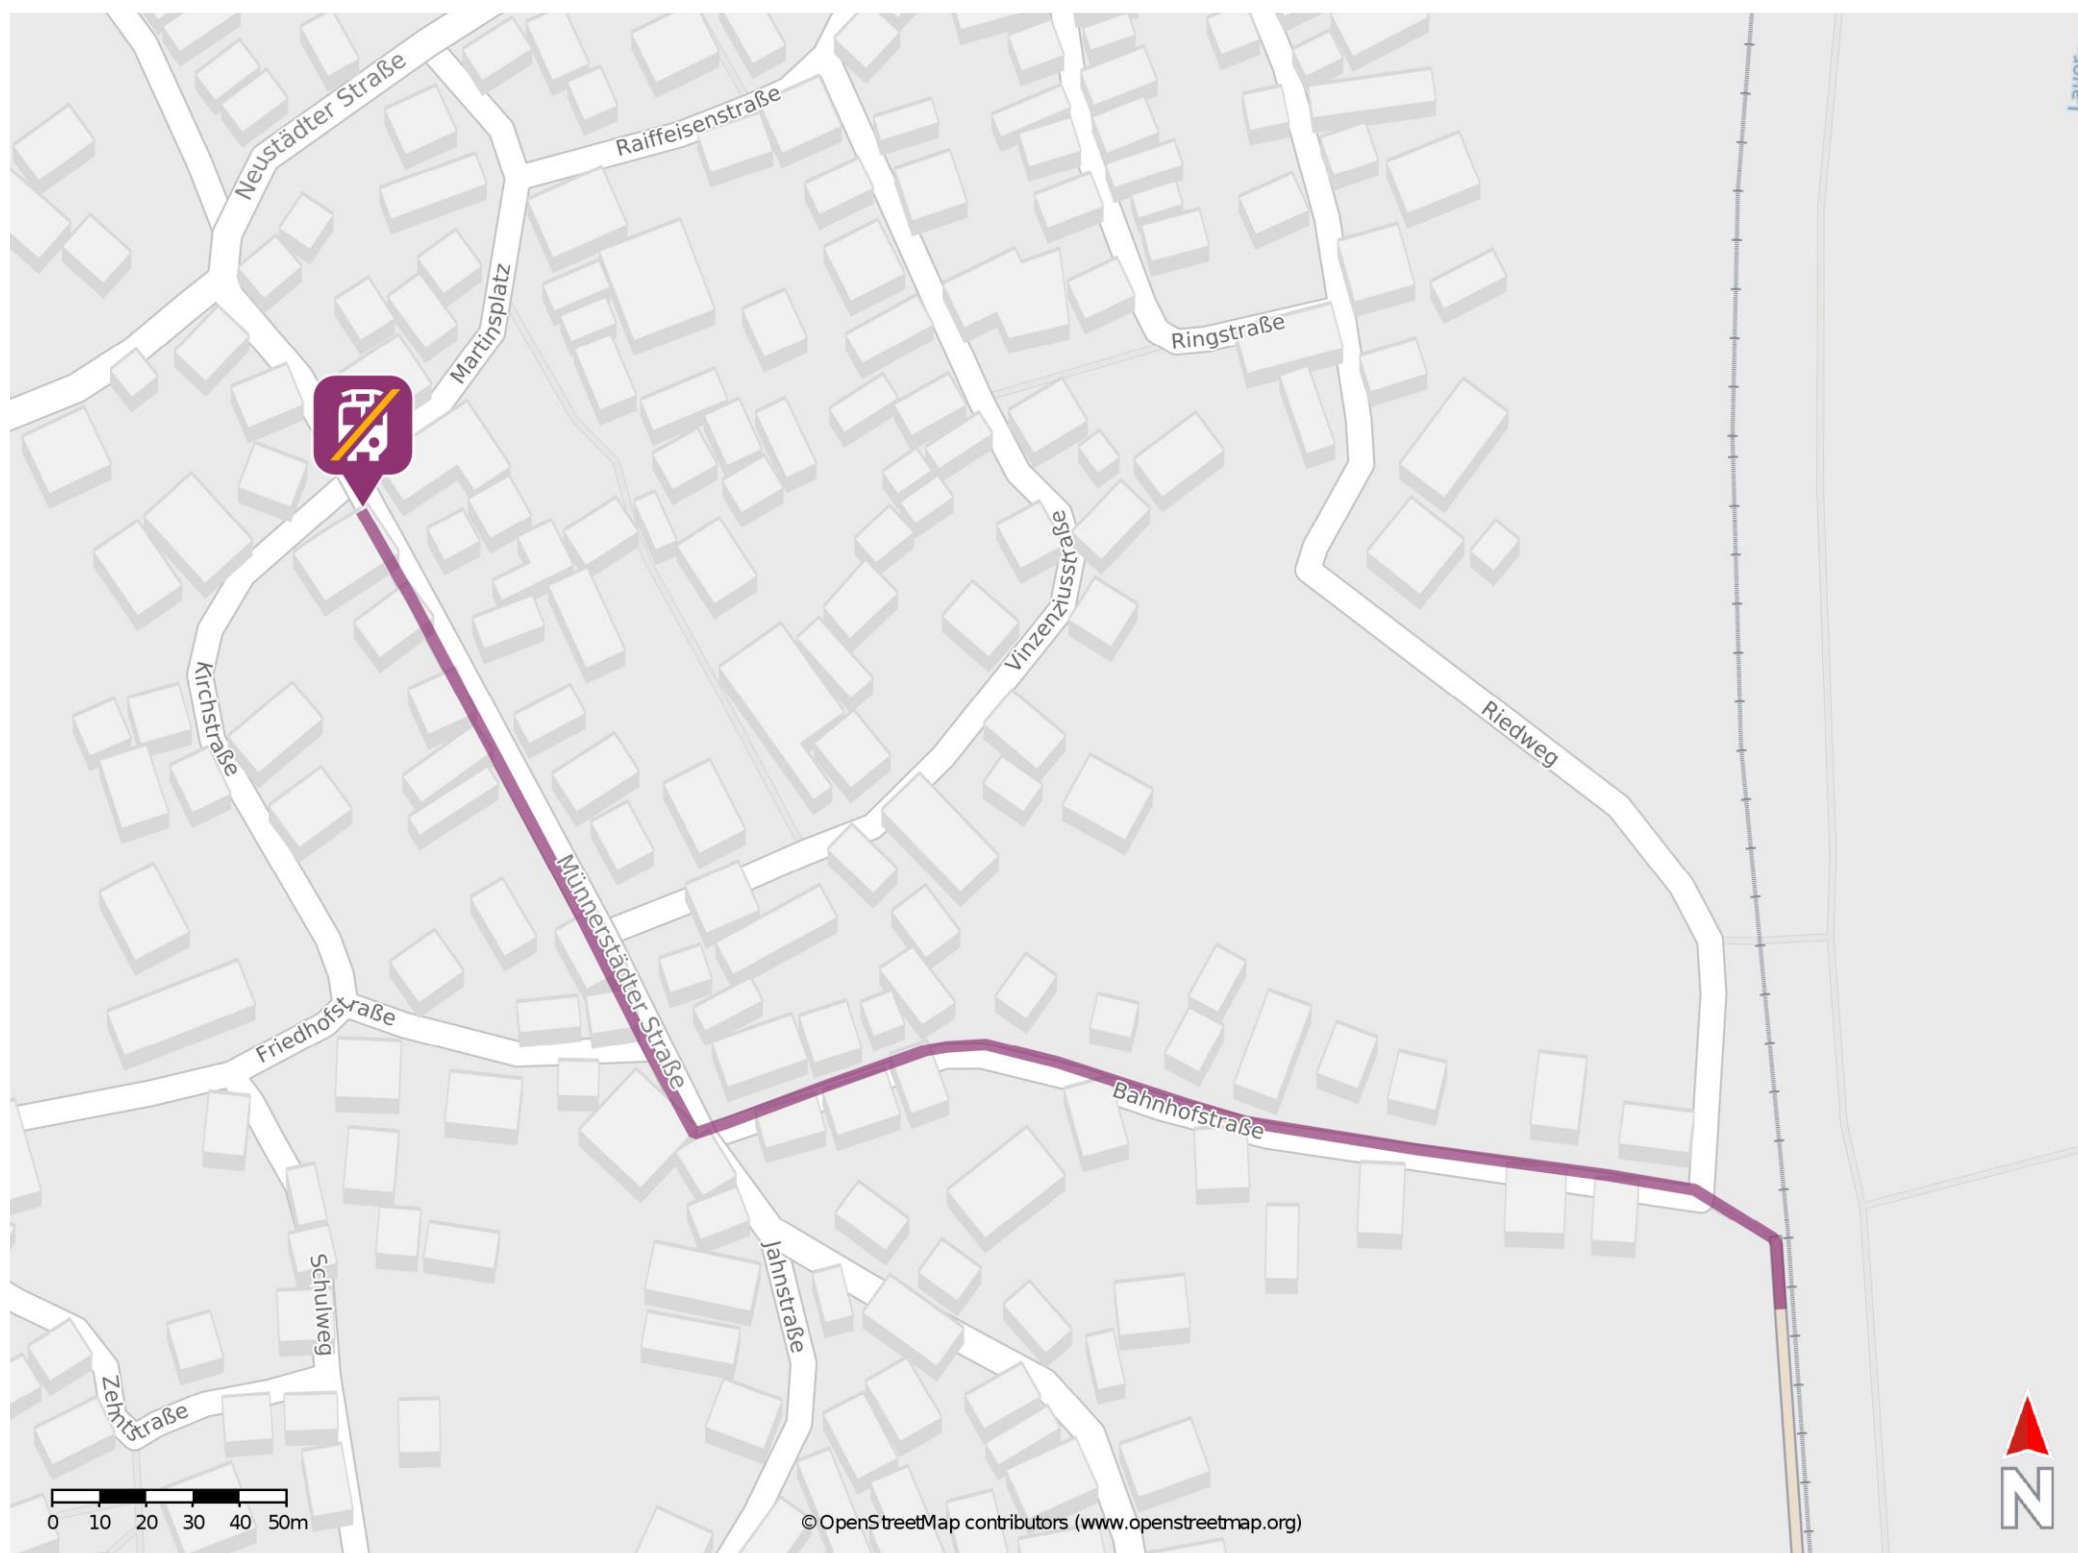 Neustädter Straße
Raiffeisenstraße
Lauer
Martinsplatz
Ringstraße
Vinzenziusstraße
Kirchstraße
Riedweg
Münnerstädter Straße
Friedhofstraße
Bahnhofstraße
Schulweg
Jahnstraße
Zehntstraße
0 10 20 30 40 50m
© OpenStreetMap contributors (www.openstreetmap.org)
N